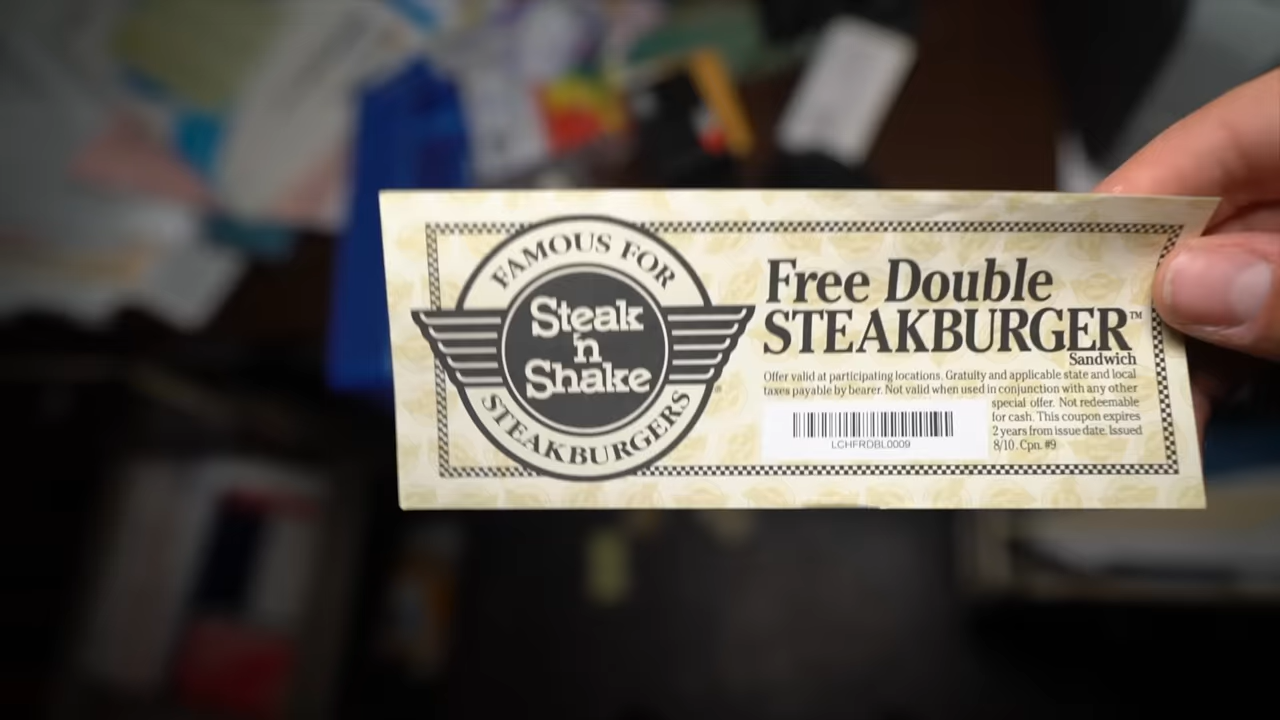 FAMOUS FOR
Steak
'n
Shake
STEAKBURGERS
Free Double
STEAKBURGER™
Sandwich
Offer valid at participating locations. Gratuity and applicable state and local
taxes payable by bearer. Not valid when used in conjunction with any other
special offer. Not redeemable
for cash. This coupon expires
2 years from issue date. Issued
8/10. Cpn. #9
LCHFRDBL0009